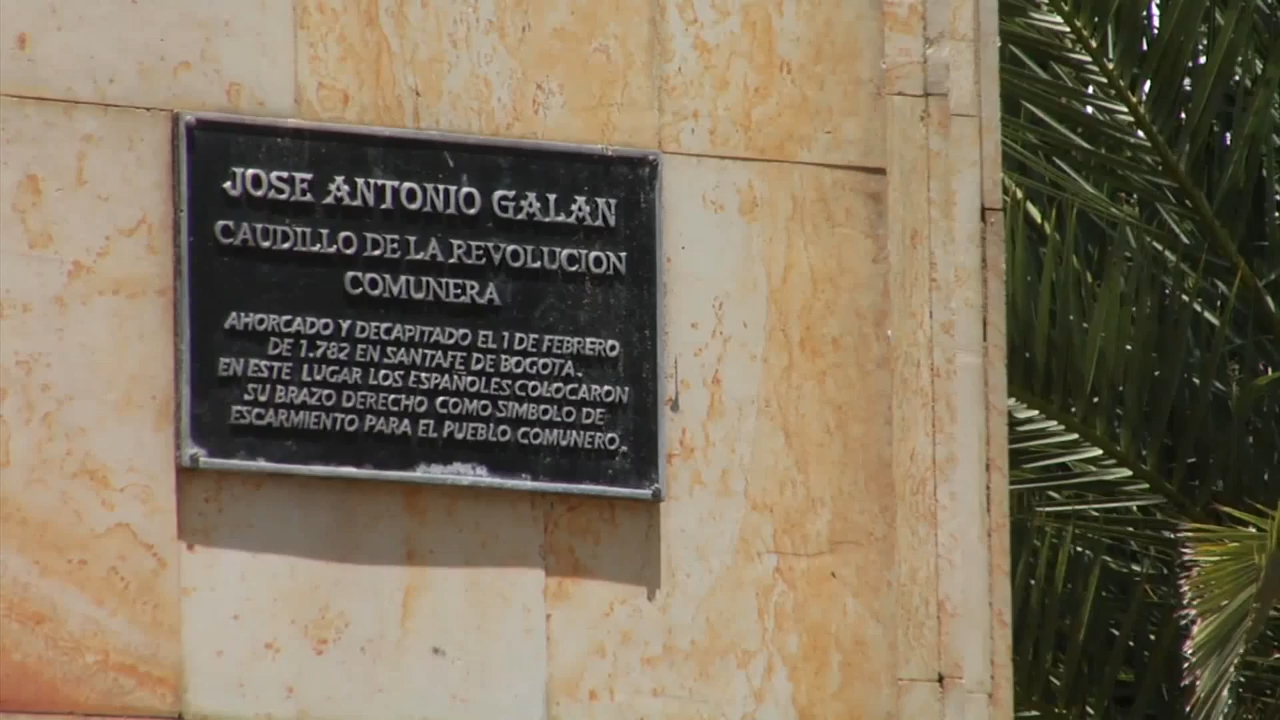 JOSE ANTONIO GALAN
CAUDILLO DE LA REVOLUCION
COMUNERA
AHORCADO Y DECAPITADO EL 1 DE FEBRERO
DE 1.782 EN SANTAFE DE BOGOTA.
EN ESTE LUGAR LOS ESPAÑOLES COLOCARON
SU BRAZO DERECHO COMO SIMBOLO DE
ESCARMIENTO PARA EL PUEBLO COMUNERO.